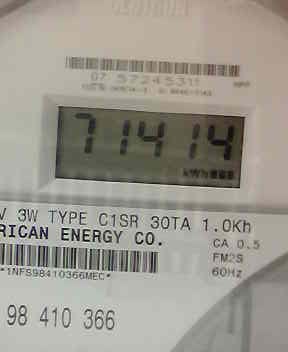 CENTRON
07 57245311
71414
kWh
V 3W TYPE C1SR 30TA 1.0Kh
RICAN ENERGY CO.
CA 0.5
FM2S
60Hz
*1NFS98410366MEC*
98 410 366